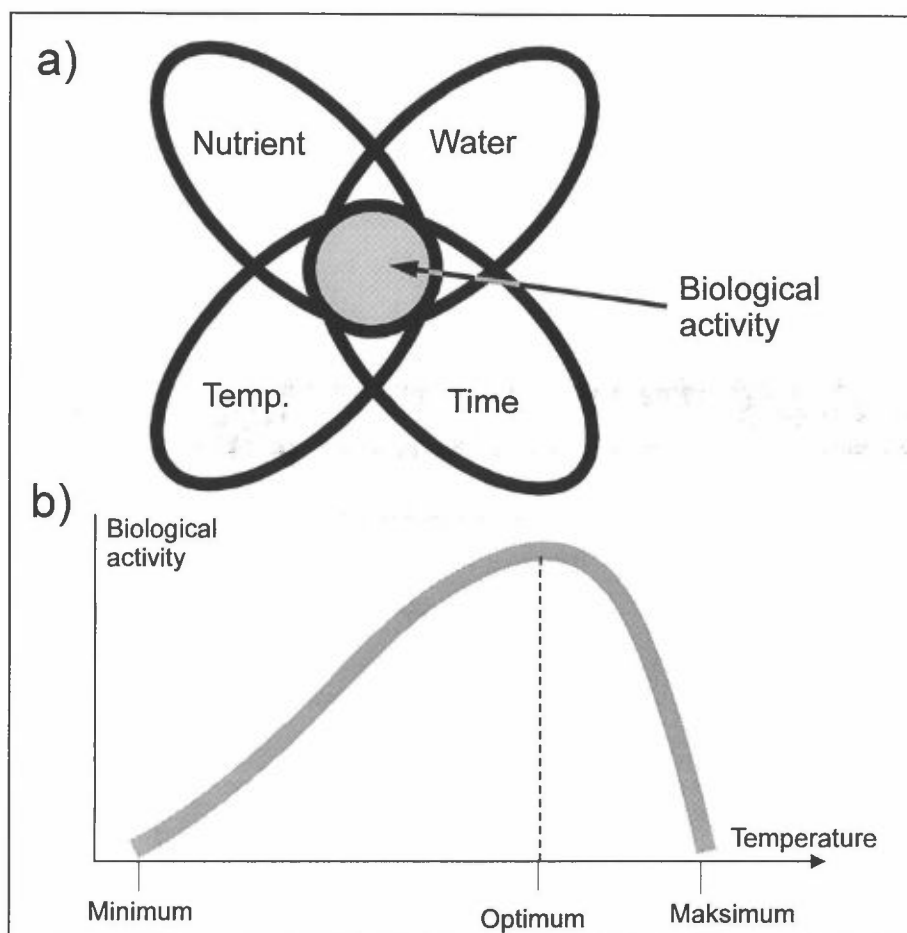 a)
Nutrient
Water
Biological
activity
Temp.
Time
b)
Biological
activity
Temperature
Minimum
Optimum
Maksimum